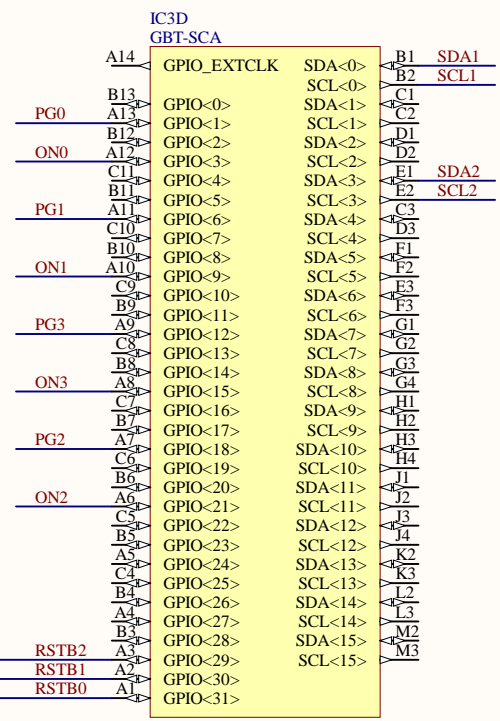 IC3D
GBT-SCA
A14 GPIO_EXTCLK SDA<0> B1 SDA1
SCL<0> B2 SCL1
B13 GPIO<0> SDA<1> C1
PG0 A13 GPIO<1> SCL<1> C2
B12 GPIO<2> SDA<2> D1
ON0 A12 GPIO<3> SCL<2> D2
C11 GPIO<4> SDA<3> E1 SDA2
B11 GPIO<5> SCL<3> E2 SCL2
PG1 A11 GPIO<6> SDA<4> C3
C10 GPIO<7> SCL<4> D3
B10 GPIO<8> SDA<5> F1
ON1 A10 GPIO<9> SCL<5> F2
C9 GPIO<10> SDA<6> E3
B9 GPIO<11> SCL<6> F3
PG3 A9 GPIO<12> SDA<7> G1
C8 GPIO<13> SCL<7> G2
B8 GPIO<14> SDA<8> G3
ON3 A8 GPIO<15> SCL<8> G4
C7 GPIO<16> SDA<9> H1
B7 GPIO<17> SCL<9> H2
PG2 A7 GPIO<18> SDA<10> H3
C6 GPIO<19> SCL<10> H4
B6 GPIO<20> SDA<11> J1
ON2 A6 GPIO<21> SCL<11> J2
C5 GPIO<22> SDA<12> J3
B5 GPIO<23> SCL<12> J4
A5 GPIO<24> SDA<13> K2
C4 GPIO<25> SCL<13> K3
B4 GPIO<26> SDA<14> L2
A4 GPIO<27> SCL<14> L3
B3 GPIO<28> SDA<15> M2
RSTB2 A3 GPIO<29> SCL<15> M3
RSTB1 A2 GPIO<30>
RSTB0 A1 GPIO<31>